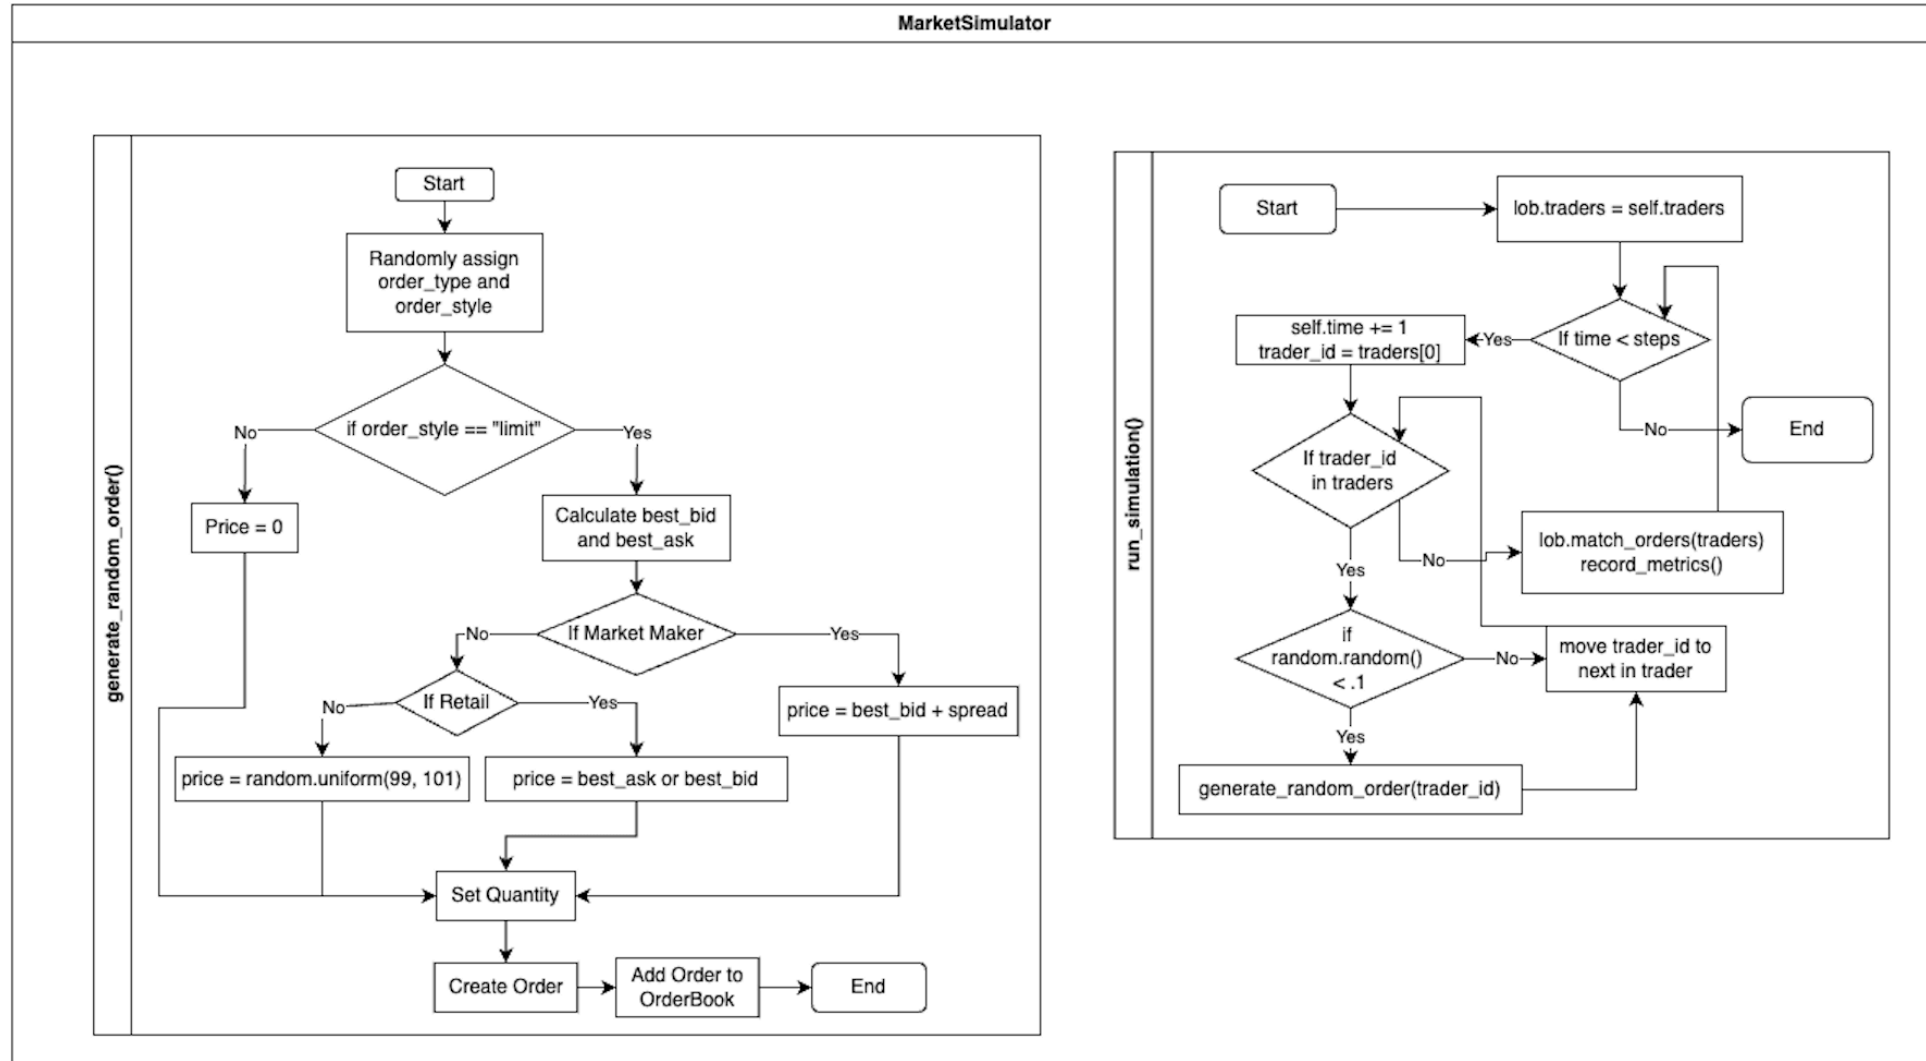 MarketSimulator
generate_random_order()
Start
Randomly assign
order_type and
order_style
if order_style == "limit"
No
Yes
Price = 0
Calculate best_bid
and best_ask
If Market Maker
No
Yes
If Retail
No
Yes
price = best_bid + spread
price = random.uniform(99, 101)
price = best_ask or best_bid
Set Quantity
Create Order
Add Order to
OrderBook
End
run_simulation()
Start
lob.traders = self.traders
If time < steps
Yes
No
End
self.time += 1
trader_id = traders[0]
If trader_id
in traders
No
Yes
lob.match_orders(traders)
record_metrics()
if
random.random()
< .1
No
Yes
move trader_id to
next in trader
generate_random_order(trader_id)